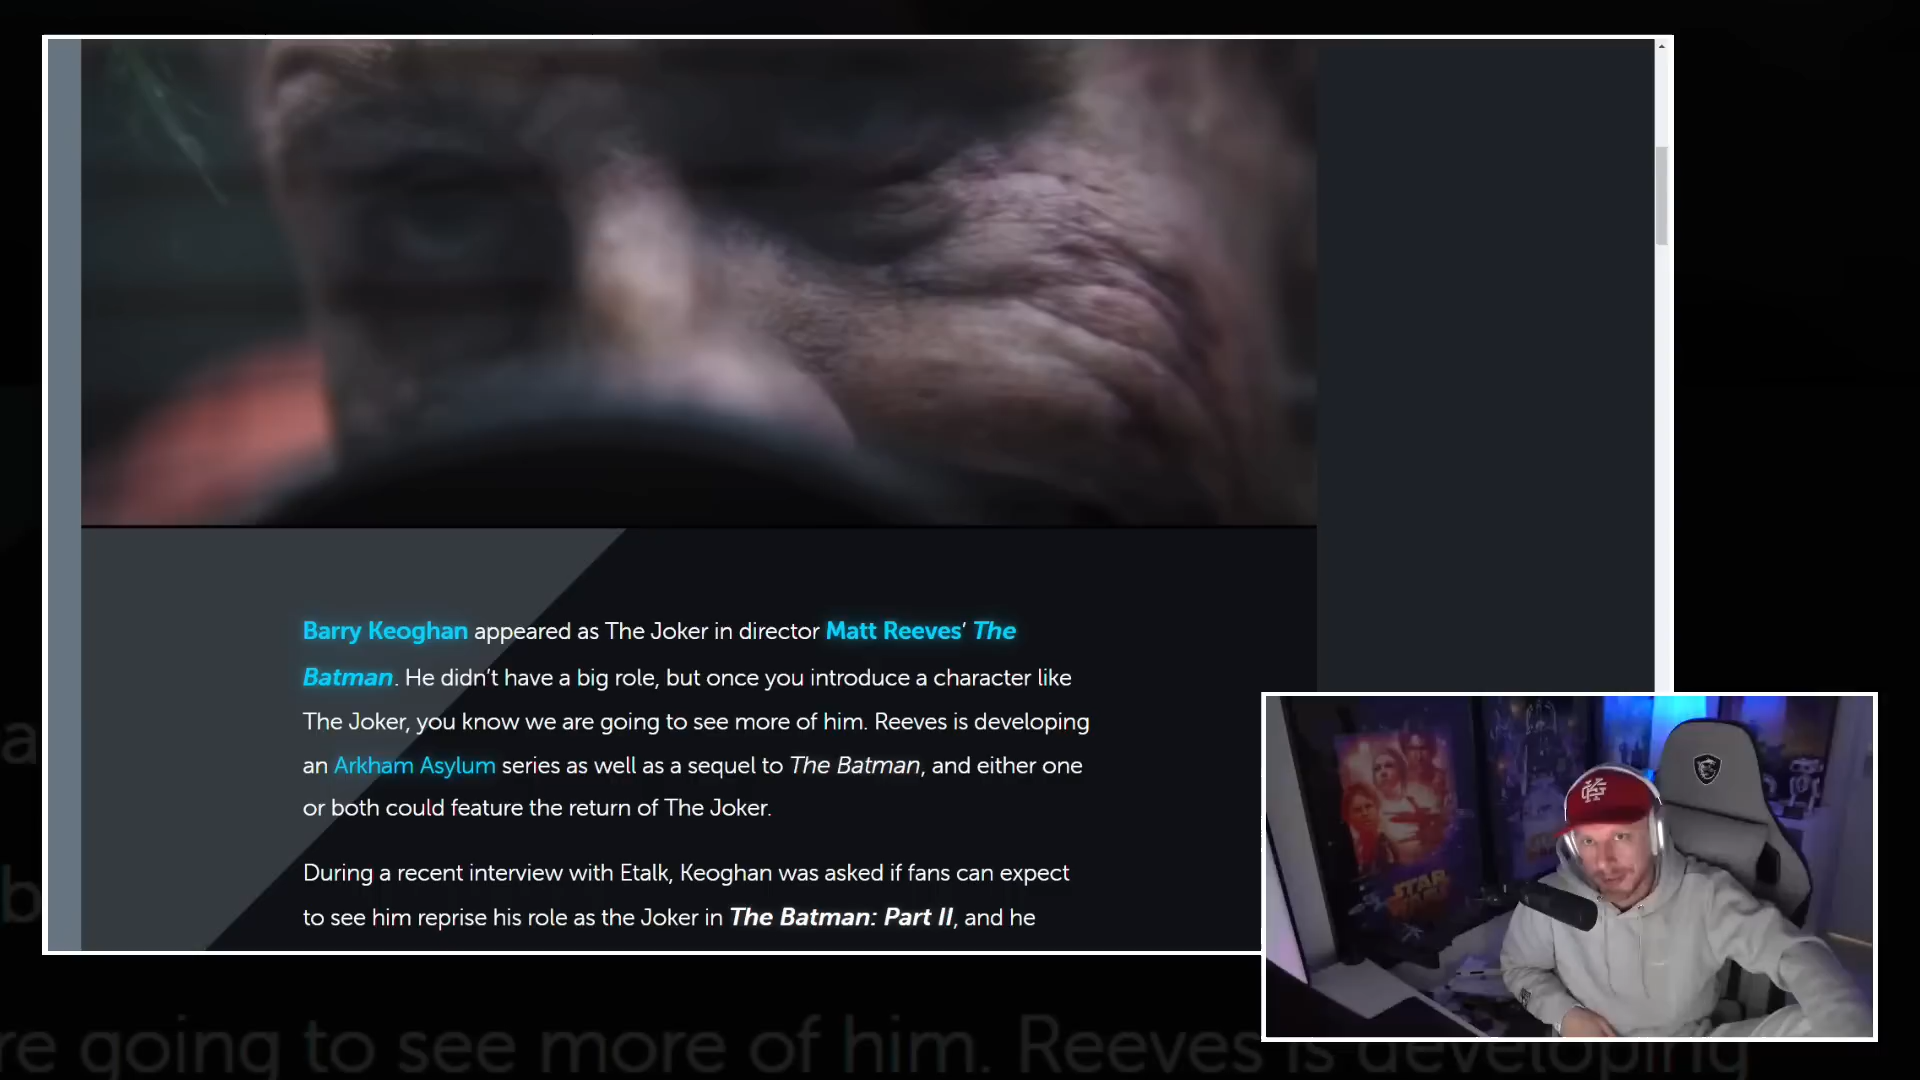 Barry Keoghan appeared as The Joker in director Matt Reeves’ The
Batman. He didn’t have a big role, but once you introduce a character like
The Joker, you know we are going to see more of him. Reeves is developing
an Arkham Asylum series as well as a sequel to The Batman, and either one
or both could feature the return of The Joker.
During a recent interview with Etalk, Keoghan was asked if fans can expect
to see him reprise his role as the Joker in The Batman: Part II, and he
re going to see more of him. Reeves is developing
STAR
WARS